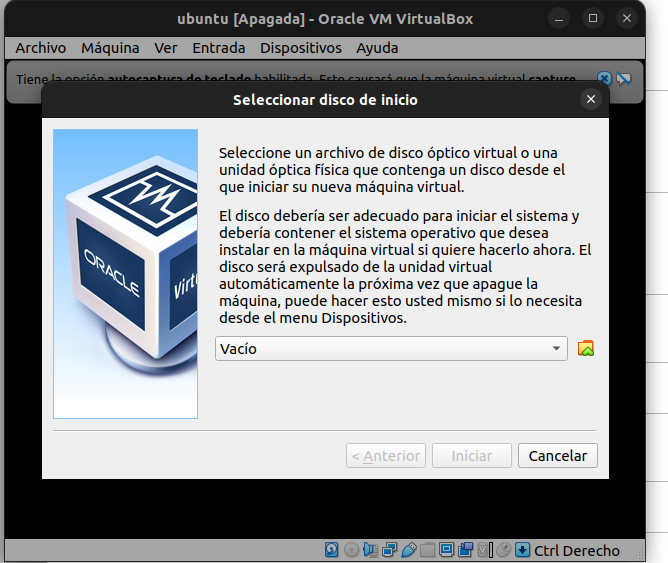 ubuntu [Apagada] - Oracle VM VirtualBox
Archivo Máquina Ver Entrada Dispositivos Ayuda
Tiene la opción autocaptura de teclado habilitada. Esto causará que la máquina virtual capture
Seleccionar disco de inicio
Seleccione un archivo de disco óptico virtual o una
unidad óptica física que contenga un disco desde el
que iniciar su nueva máquina virtual.
El disco debería ser adecuado para iniciar el sistema y
debería contener el sistema operativo que desea
instalar en la máquina virtual si quiere hacerlo ahora. El
disco será expulsado de la unidad virtual
automáticamente la próxima vez que apague la
máquina, puede hacer esto usted mismo si lo necesita
desde el menu Dispositivos.
ORACLE
Virt
Vacío
< Anterior
Iniciar
Cancelar
Ctrl Derecho